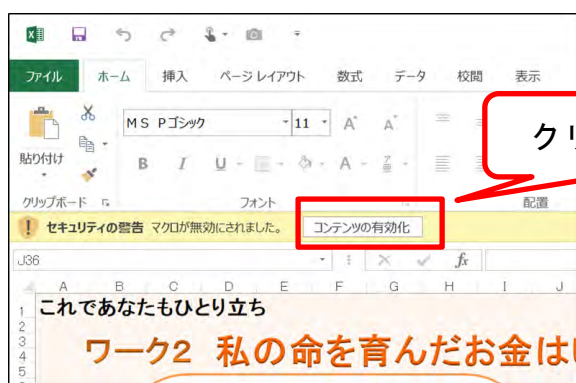 ファイル ホーム 挿入 ページ レイアウト 数式 データ 校閲 表示
MS Pゴシック 11 A A
貼り付け
B I U A
クリップボード フォント 配置
クリ
セキュリティの警告 マクロが無効にされました。 コンテンツの有効化
J36 fx
A B C D E F G H I J
1 これであなたもひとり立ち
2
3 ワーク2 私の命を育んだお金はい
4
5